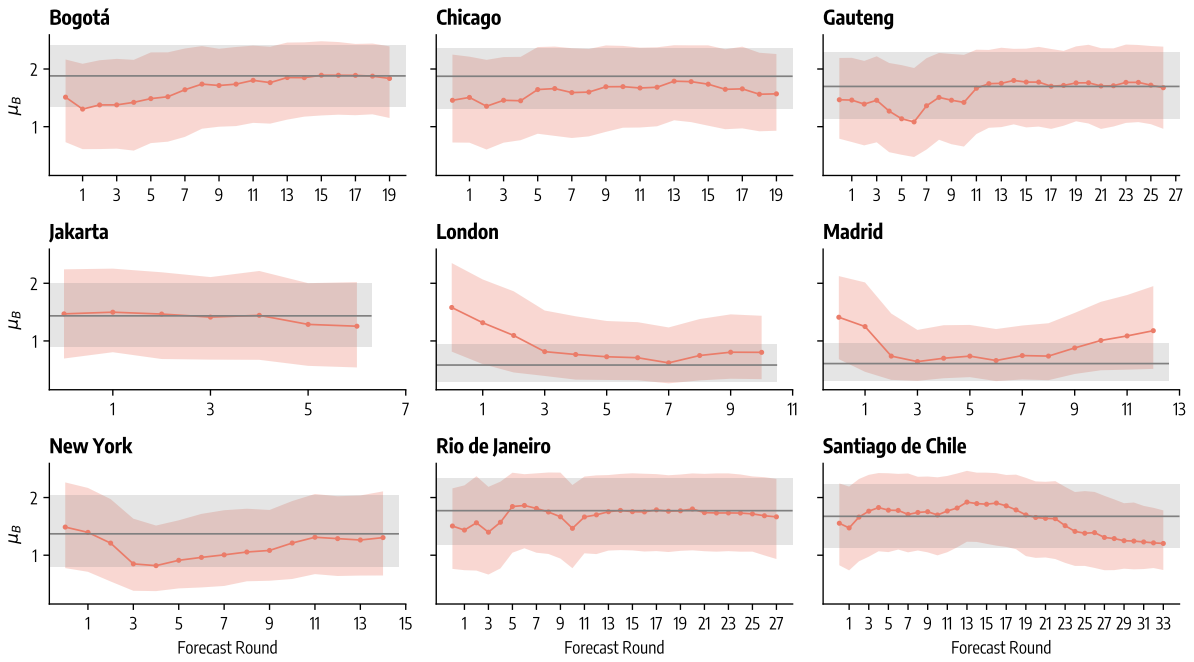 Bogotá Chicago Gauteng
μB 2 1
1 3 5 7 9 11 13 15 17 19 1 3 5 7 9 11 13 15 17 19 1 3 5 7 9 11 13 15 17 19 21 23 25 27
Jakarta London Madrid
μB 2 1
1 3 5 7 1 3 5 7 9 11 1 3 5 7 9 11 13
New York Rio de Janeiro Santiago de Chile
μB 2 1
1 3 5 7 9 11 13 15 1 3 5 7 9 11 13 15 17 19 21 23 25 27 1 3 5 7 9 11 13 15 17 19 21 23 25 27 29 31 33
Forecast Round Forecast Round Forecast Round